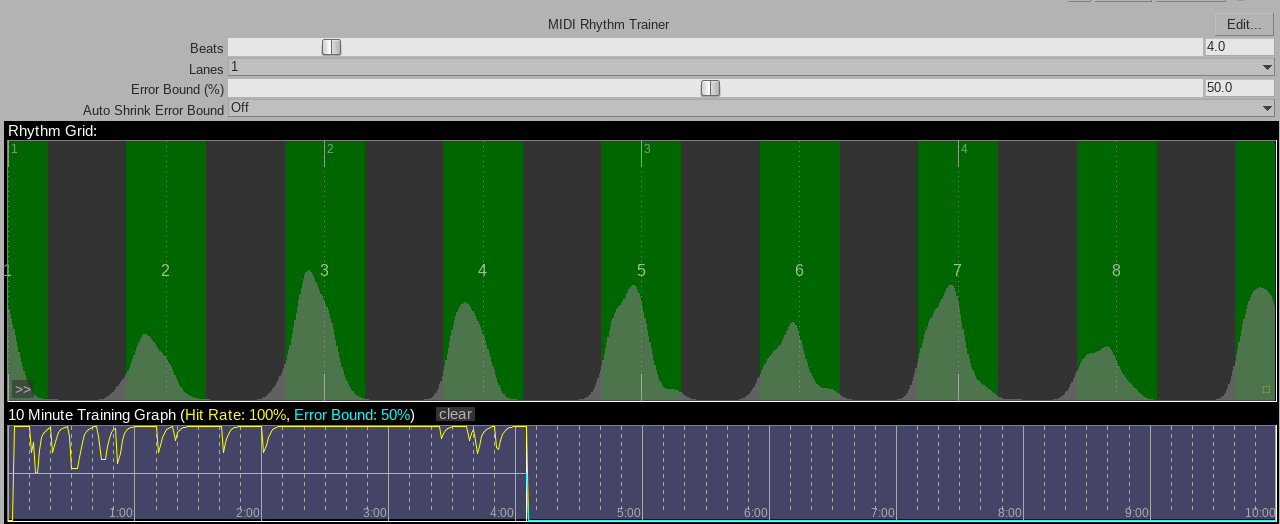 MIDI Rhythm Trainer
Edit...
Beats 4.0
Lanes 1
Error Bound (%) 50.0
Auto Shrink Error Bound Off
Rhythm Grid:
1 2 3 4
1 2 3 4 5 6 7 8
>>
10 Minute Training Graph (Hit Rate: 100%, Error Bound: 50%) clear
1:00 2:00 3:00 4:00 5:00 6:00 7:00 8:00 9:00 10:00